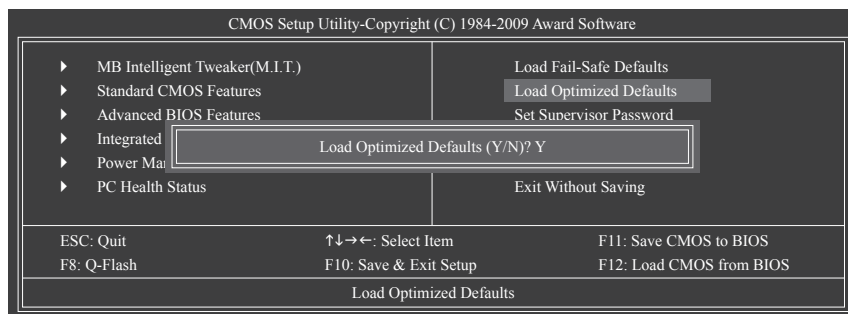 CMOS Setup Utility-Copyright (C) 1984-2009 Award Software
MB Intelligent Tweaker(M.I.T.)
Standard CMOS Features
Advanced BIOS Features
Integrated
Power Ma
PC Health Status
Load Fail-Safe Defaults
Load Optimized Defaults
Set Supervisor Password
Exit Without Saving
Load Optimized Defaults (Y/N)? Y
ESC: Quit ↑↓→←: Select Item F11: Save CMOS to BIOS
F8: Q-Flash F10: Save & Exit Setup F12: Load CMOS from BIOS
Load Optimized Defaults